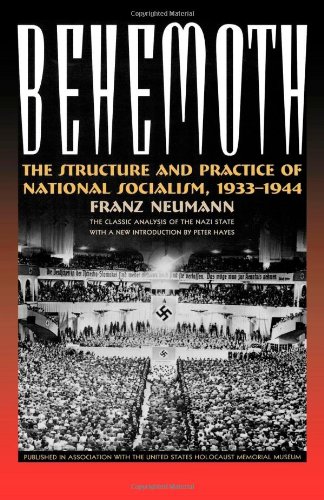 BEHEMOTH
THE STRUCTURE AND PRACTICE OF
NATIONAL SOCIALISM, 1933–1944
FRANZ NEUMANN
THE CLASSIC ANALYSIS OF THE NAZI STATE
WITH A NEW INTRODUCTION BY PETER HAYES
PUBLISHED IN ASSOCIATION WITH THE UNITED STATES HOLOCAUST MEMORIAL MUSEUM